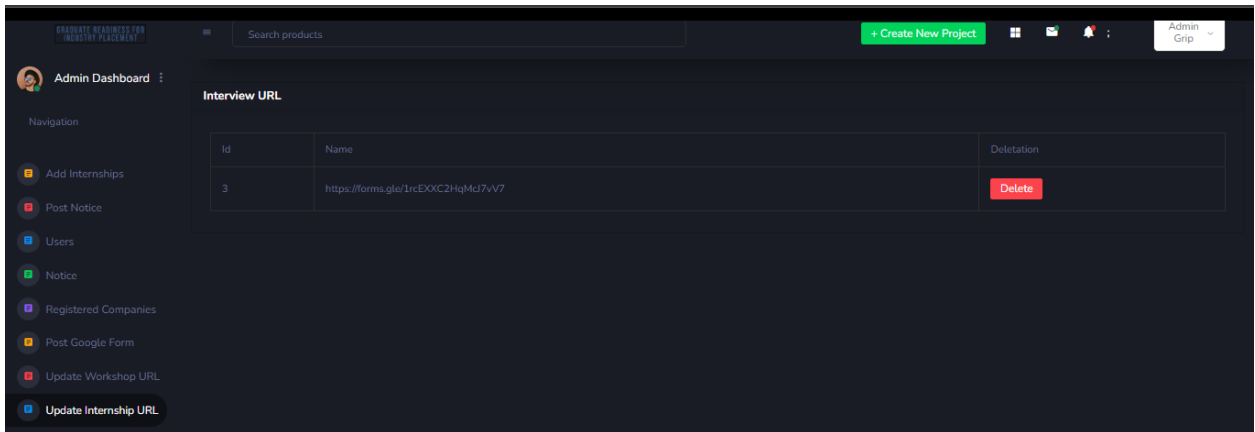 GRADUATE READINESS FOR
INDUSTRY PLACEMENT
Search products
+ Create New Project
;
Admin
Grip
Admin Dashboard
Navigation
Add Internships
Post Notice
Users
Notice
Registered Companies
Post Google Form
Update Workshop URL
Update Internship URL
Interview URL
Id Name Deletation
3 https://forms.gle/1rcEXXC2HqMcJ7vV7 Delete